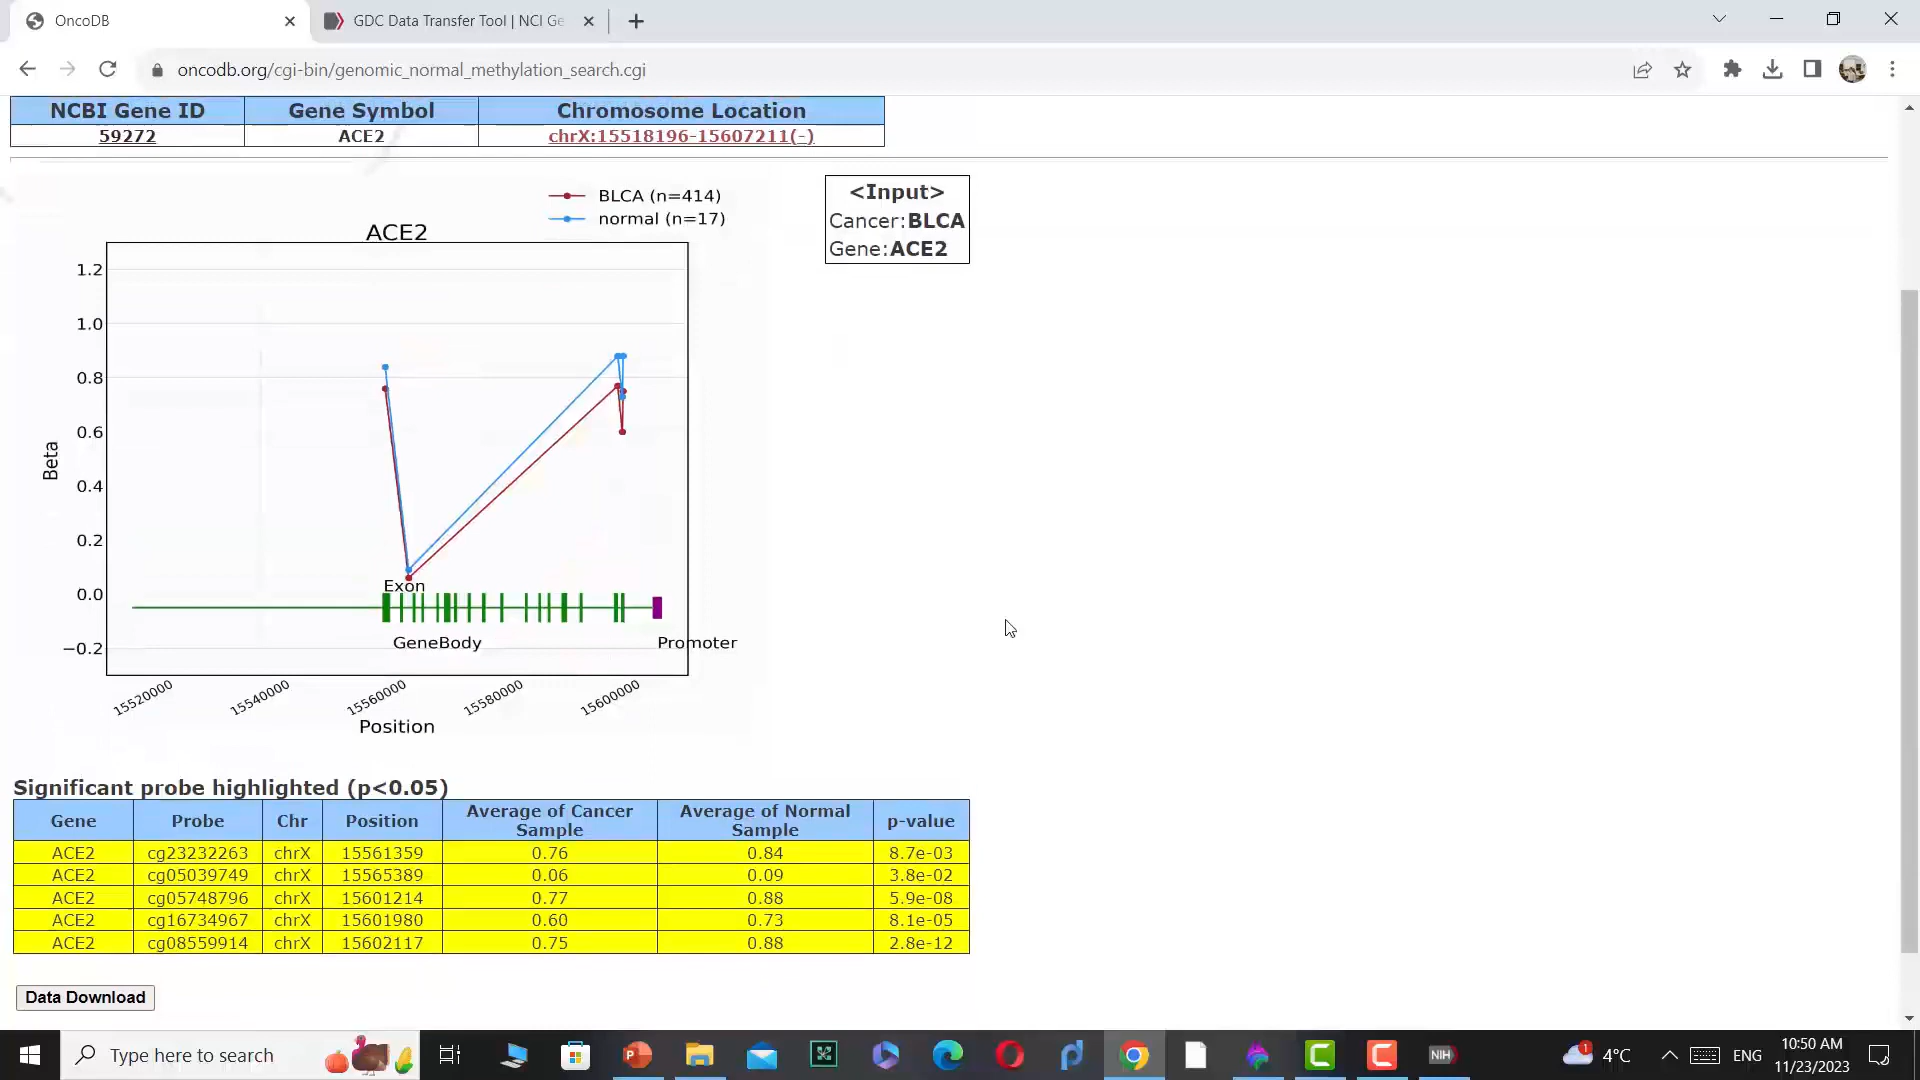 OncoDB
GDC Data Transfer Tool | NCI Ge
oncodb.org/cgi-bin/genomic_normal_methylation_search.cgi
NCBI Gene ID Gene Symbol Chromosome Location
59272 ACE2 chrX:15518196-15607211(-)
BLCA (n=414)
normal (n=17)
ACE2
<Input>
Cancer:BLCA
Gene:ACE2
1.2
1.0
0.8
0.6
0.4
0.2
0.0
−0.2
Beta
Exon
GeneBody
Promoter
15520000 15540000 15560000 15580000 15600000
Position
Significant probe highlighted (p<0.05)
Gene Probe Chr Position Average of Cancer Sample Average of Normal Sample p-value
ACE2 cg23232263 chrX 15561359 0.76 0.84 8.7e-03
ACE2 cg05039749 chrX 15565389 0.06 0.09 3.8e-02
ACE2 cg05748796 chrX 15601214 0.77 0.88 5.9e-08
ACE2 cg16734967 chrX 15601980 0.60 0.73 8.1e-05
ACE2 cg08559914 chrX 15602117 0.75 0.88 2.8e-12
Data Download
Type here to search
NIH
1
4°C
ENG
10:50 AM
11/23/2023